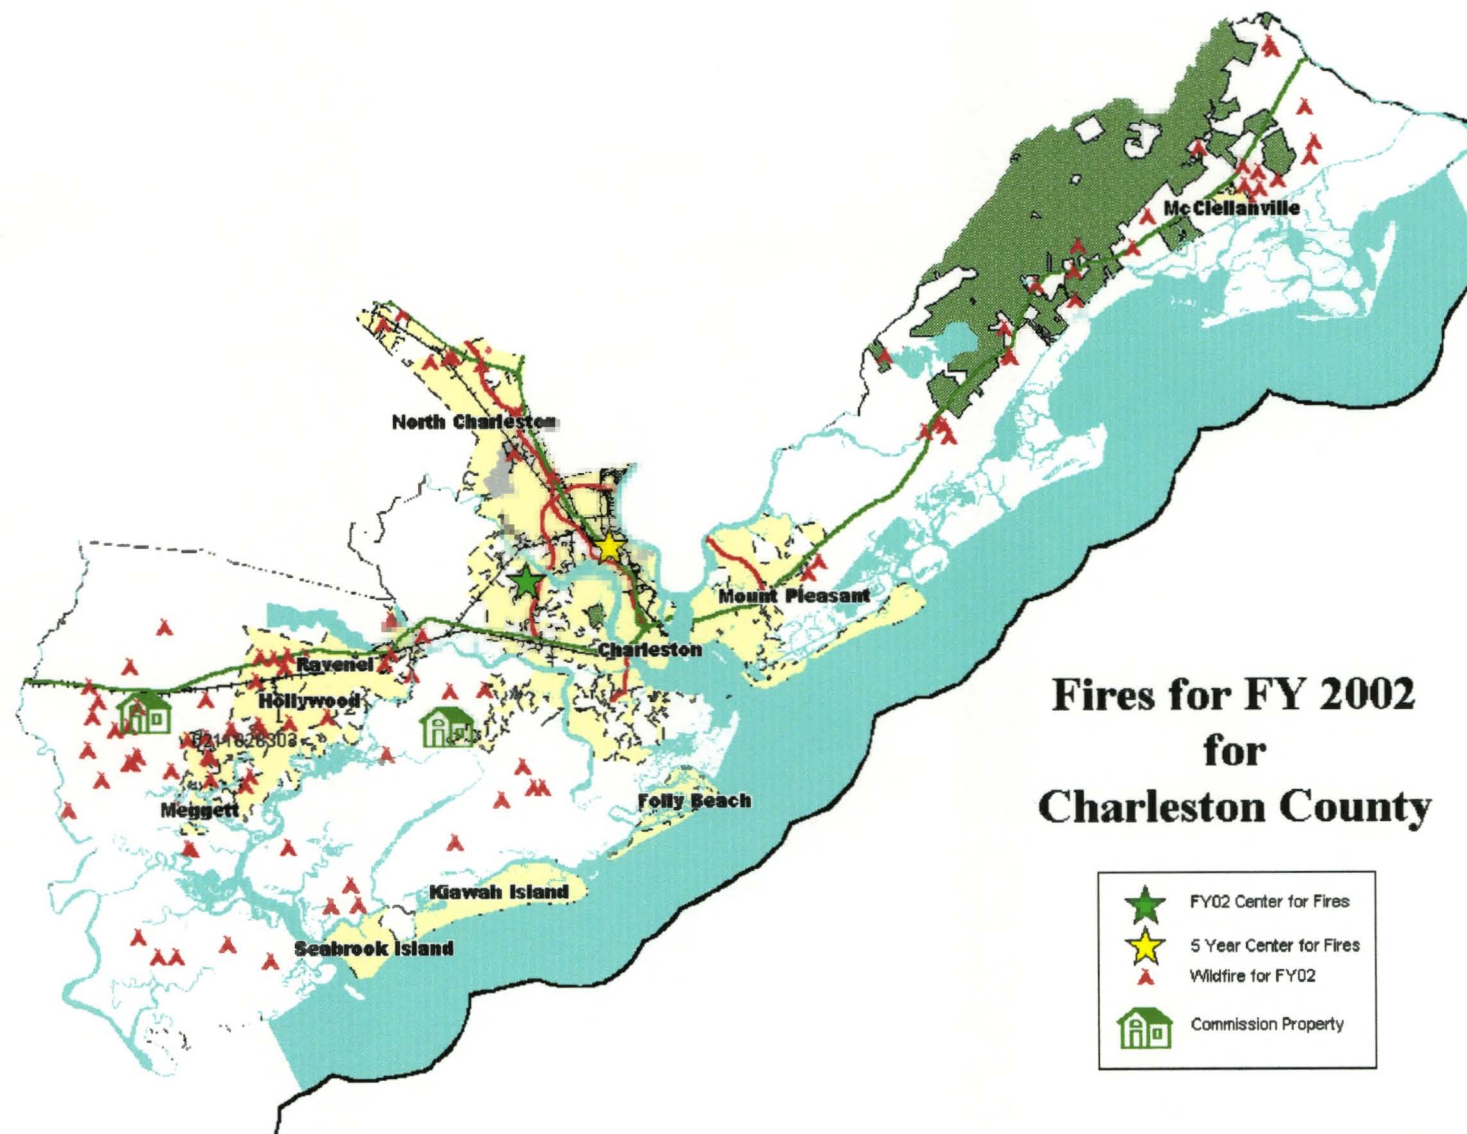 McClellanville
North Charleston
Mount Pleasant
Charleston
Ravenel
Hollywood
Meggett
Folly Beach
Kiawah Island
Seabrook Island
Fires for FY 2002
for
Charleston County
FY02 Center for Fires
5 Year Center for Fires
Wildfire for FY02
Commission Property